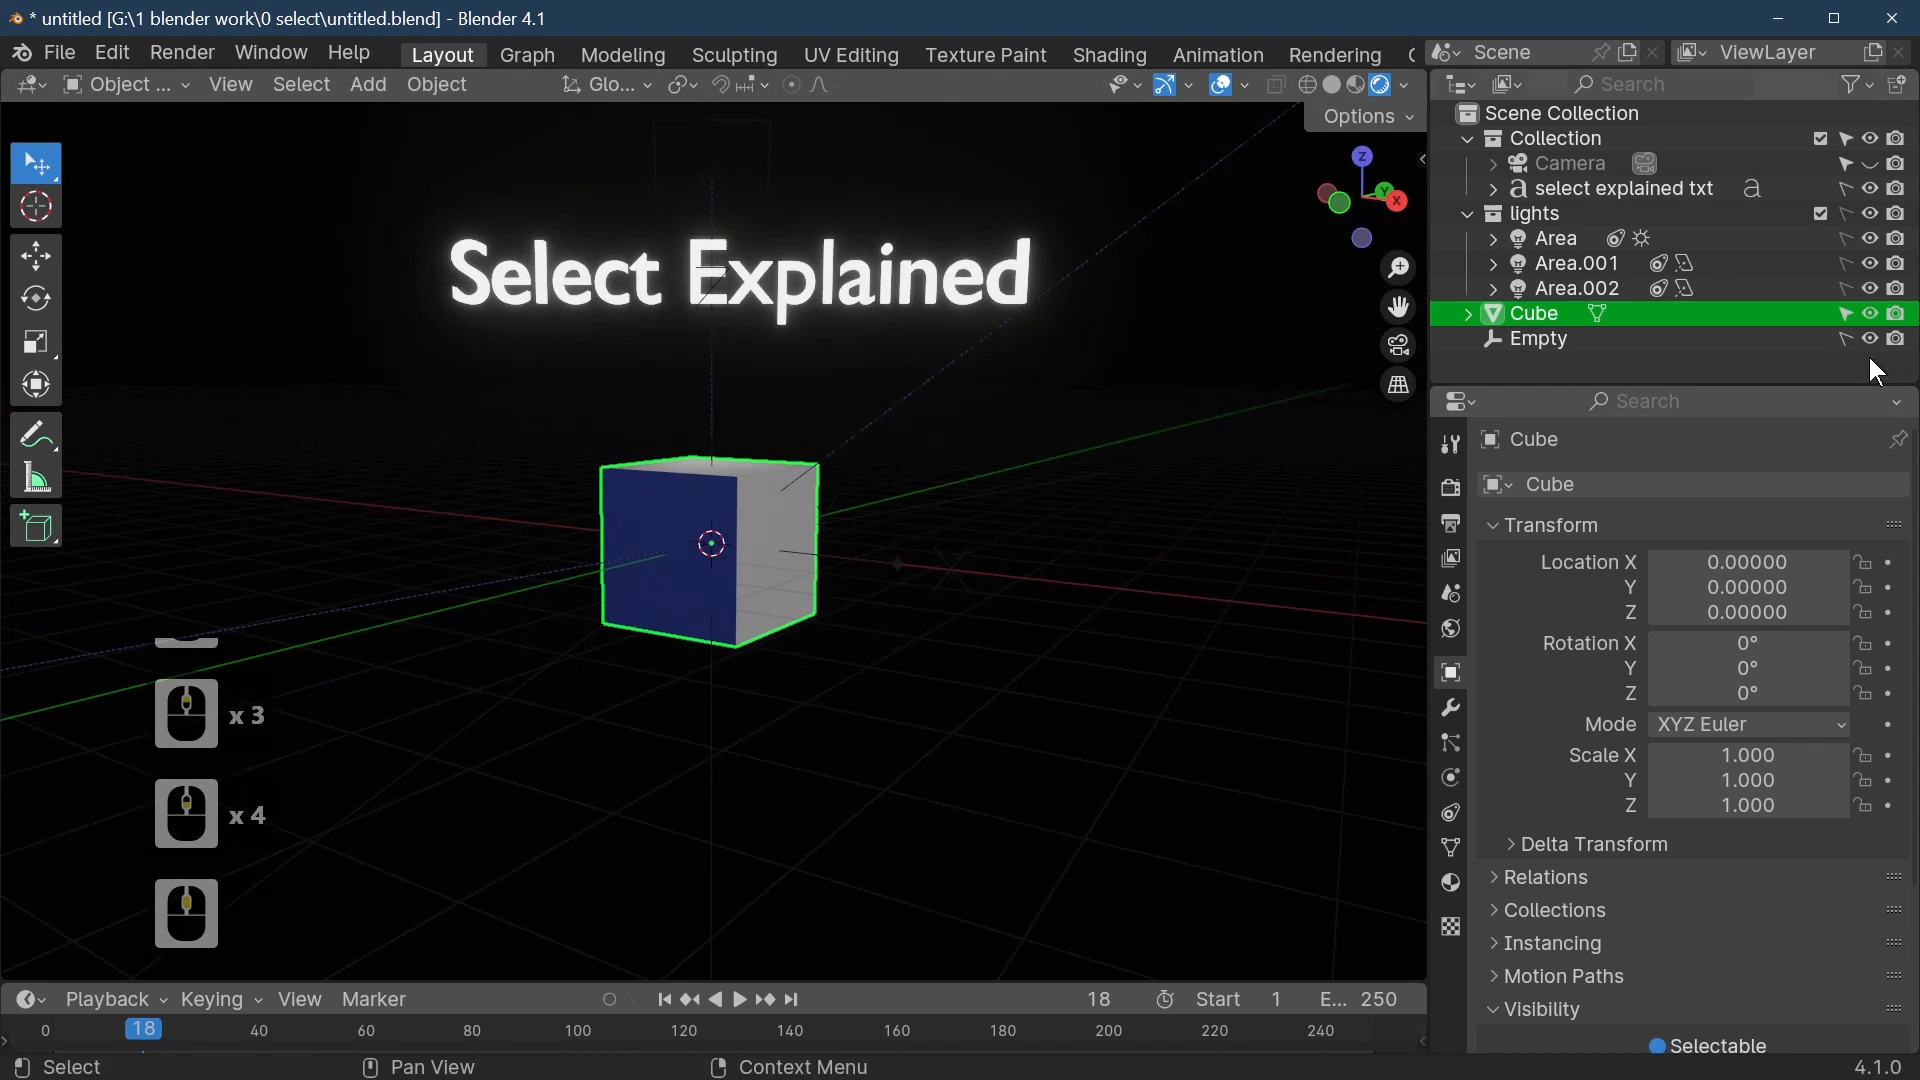 * untitled [G:\1 blender work\0 select\untitled.blend] - Blender 4.1
File Edit Render Window Help Layout Graph Modeling Sculpting UV Editing Texture Paint Shading Animation Rendering Scene ViewLayer
Object ... View Select Add Object Glo... Search
Options
Scene Collection
Collection
Camera
select explained txt
lights
Area
Area.001
Area.002
Cube
Empty
Z
Y
X
Select Explained
Search
Cube
Cube
Transform
Location X 0.00000
Y 0.00000
Z 0.00000
Rotation X 0°
Y 0°
Z 0°
Mode XYZ Euler
Scale X 1.000
Y 1.000
Z 1.000
Delta Transform
Relations
Collections
Instancing
Motion Paths
Visibility
Selectable
x 3
x 4
Playback Keying View Marker 18 Start 1 E... 250
0 18 40 60 80 100 120 140 160 180 200 220 240
Select Pan View Context Menu 4.1.0